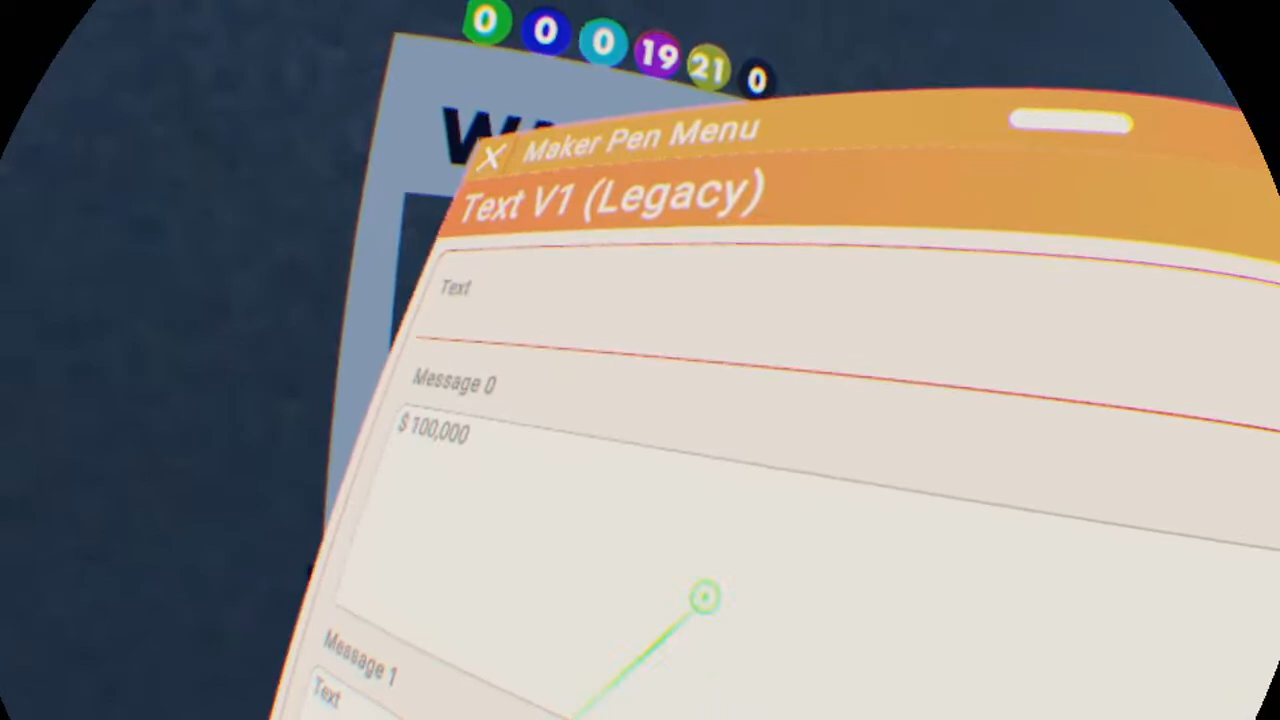 0 0 0 19 21 0
Maker Pen Menu
Text V1 (Legacy)
Text
Message 0
$ 100,000
Message 1
Text